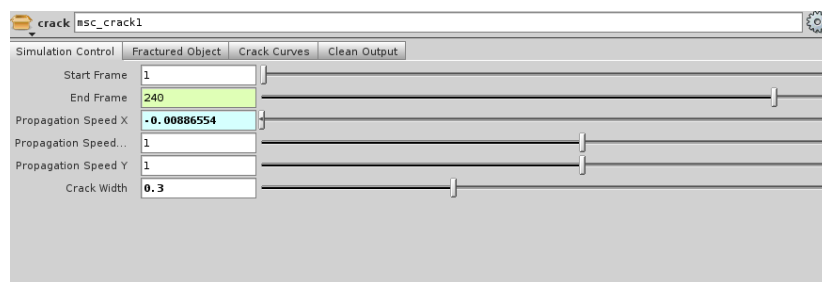 crack msc_crack1
Simulation Control Fractured Object Crack Curves Clean Output
Start Frame 1
End Frame 240
Propagation Speed X -0.00886554
Propagation Speed... 1
Propagation Speed Y 1
Crack Width 0.3